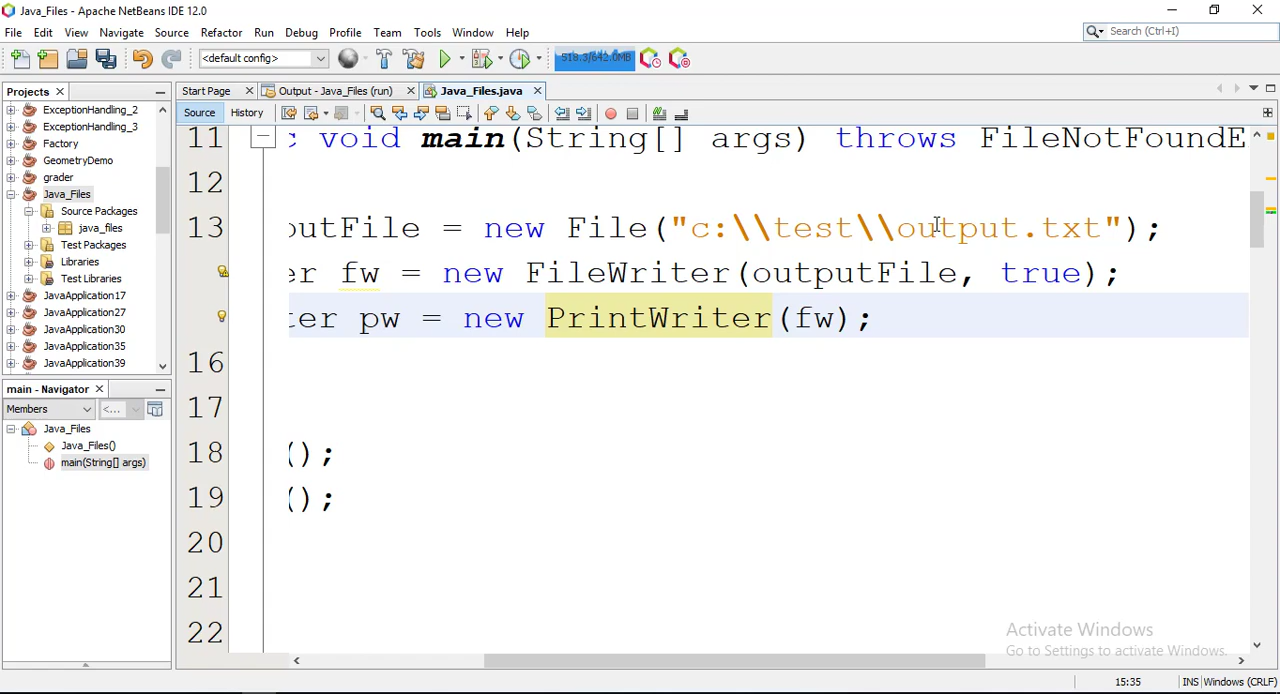 Java_Files - Apache NetBeans IDE 12.0
File Edit View Navigate Source Refactor Run Debug Profile Team Tools Window Help
Search (Ctrl+I)
<default config>
518.3/642.0MB
Projects
Start Page
Output - Java_Files (run)
Java_Files.java
Source
History
ExceptionHandling_2
ExceptionHandling_3
Factory
GeometryDemo
grader
Java_Files
Source Packages
java_files
Test Packages
Libraries
Test Libraries
JavaApplication17
JavaApplication27
JavaApplication30
JavaApplication35
JavaApplication39
main - Navigator
Members
<...
Java_Files
Java_Files()
main(String[] args)
11 c void main(String[] args) throws FileNotFoundE
12
13 outFile = new File("c:\\test\\output.txt");
er fw = new FileWriter(outputFile, true);
ter pw = new PrintWriter(fw);
16
17
18 ();
19 ();
20
21
22
Activate Windows
Go to Settings to activate Windows.
15:35
INS
Windows (CRLF)